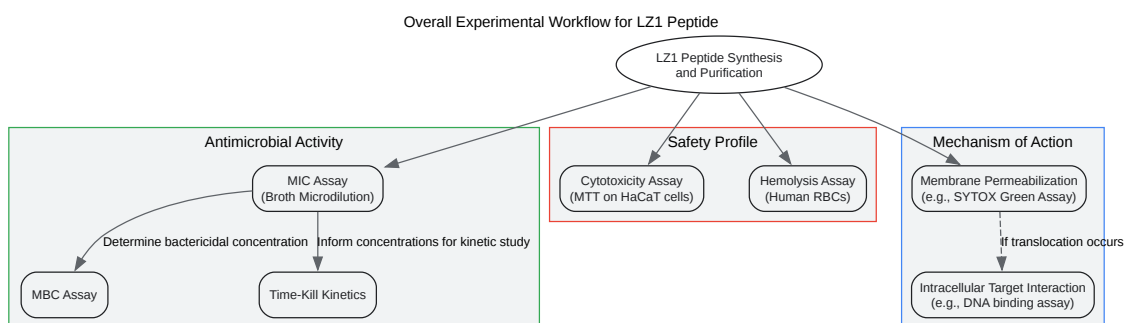 Overall Experimental Workflow for LZ1 Peptide
LZ1 Peptide Synthesis
and Purification
Antimicrobial Activity
Safety Profile
Mechanism of Action
MIC Assay
(Broth Microdilution)
Cytotoxicity Assay
(MTT on HaCaT cells)
Hemolysis Assay
(Human RBCs)
Membrane Permeabilization
(e.g., SYTOX Green Assay)
Determine bactericidal concentration
Inform concentrations for kinetic study
If translocation occurs
MBC Assay
Time-Kill Kinetics
Intracellular Target Interaction
(e.g., DNA binding assay)